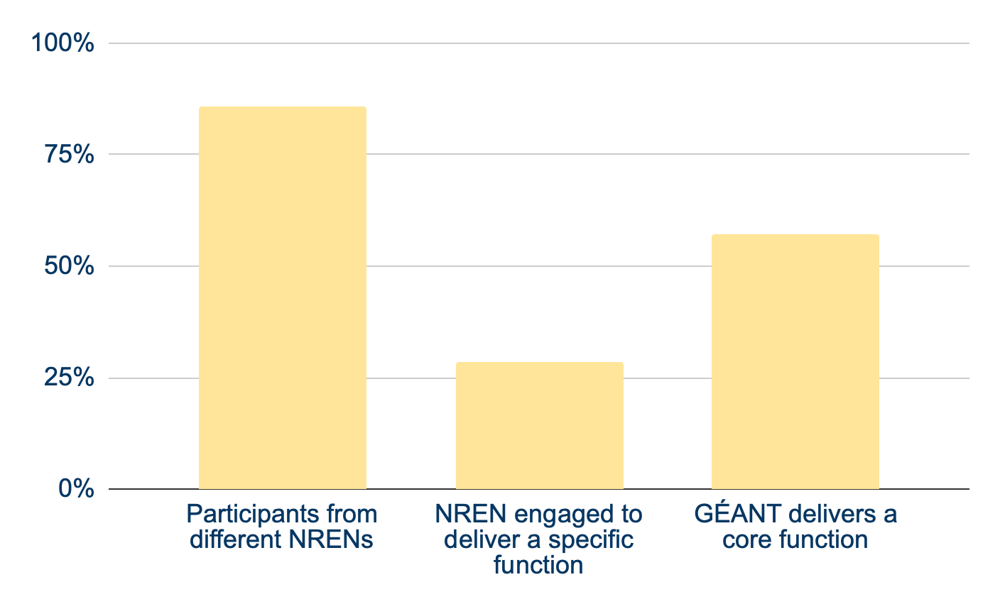 100%
75%
50%
25%
0%
Participants from
different NRENs
NREN engaged to
deliver a specific
function
GÉANT delivers a
core function